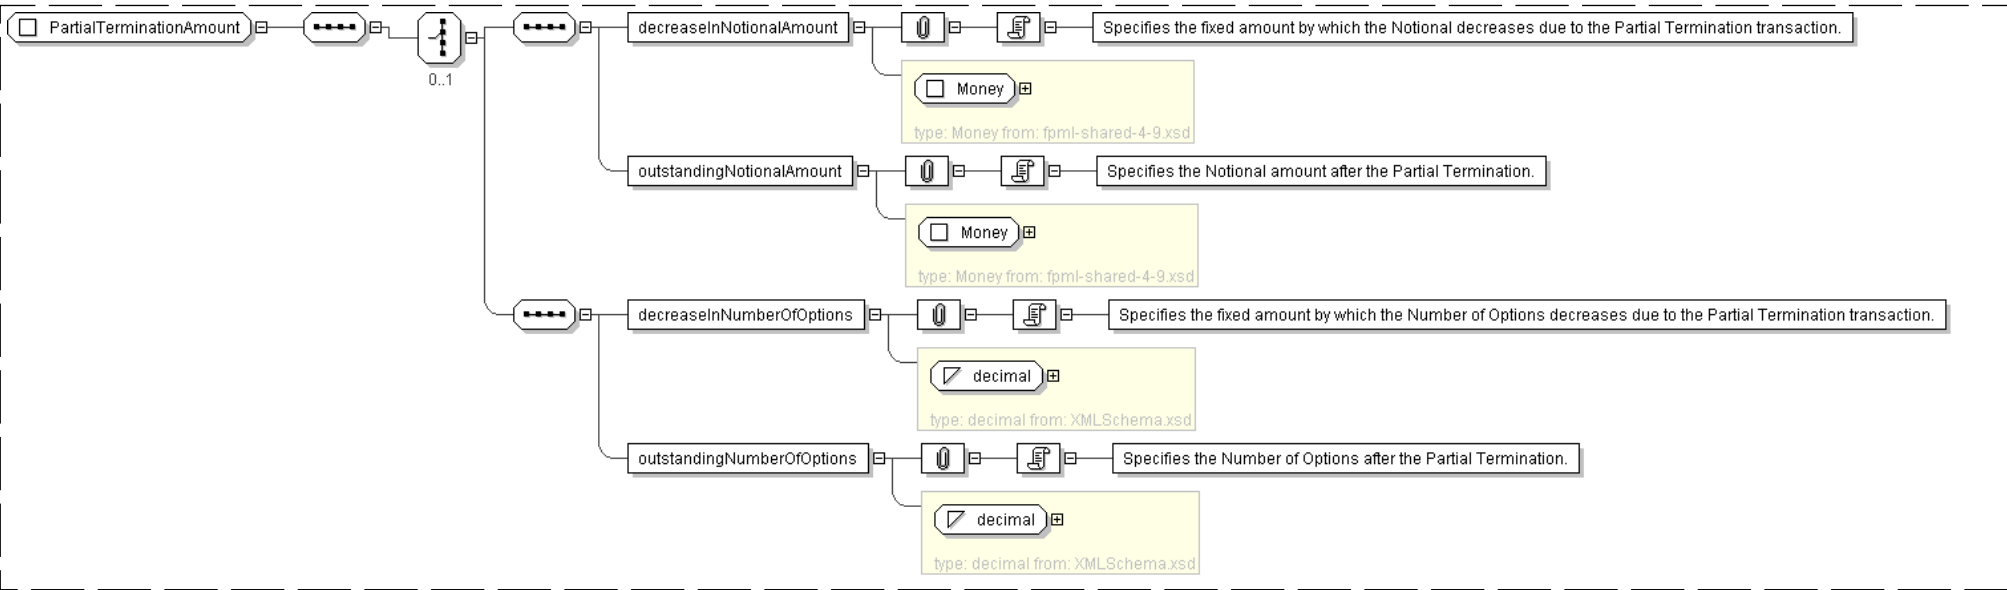 PartialTerminationAmount
0..1
decreaseInNotionalAmount
Specifies the fixed amount by which the Notional decreases due to the Partial Termination transaction.
Money
type: Money from: fpml-shared-4-9.xsd
outstandingNotionalAmount
Specifies the Notional amount after the Partial Termination.
Money
type: Money from: fpml-shared-4-9.xsd
decreaseInNumberOfOptions
Specifies the fixed amount by which the Number of Options decreases due to the Partial Termination transaction.
decimal
type: decimal from: XMLSchema.xsd
outstandingNumberOfOptions
Specifies the Number of Options after the Partial Termination.
decimal
type: decimal from: XMLSchema.xsd